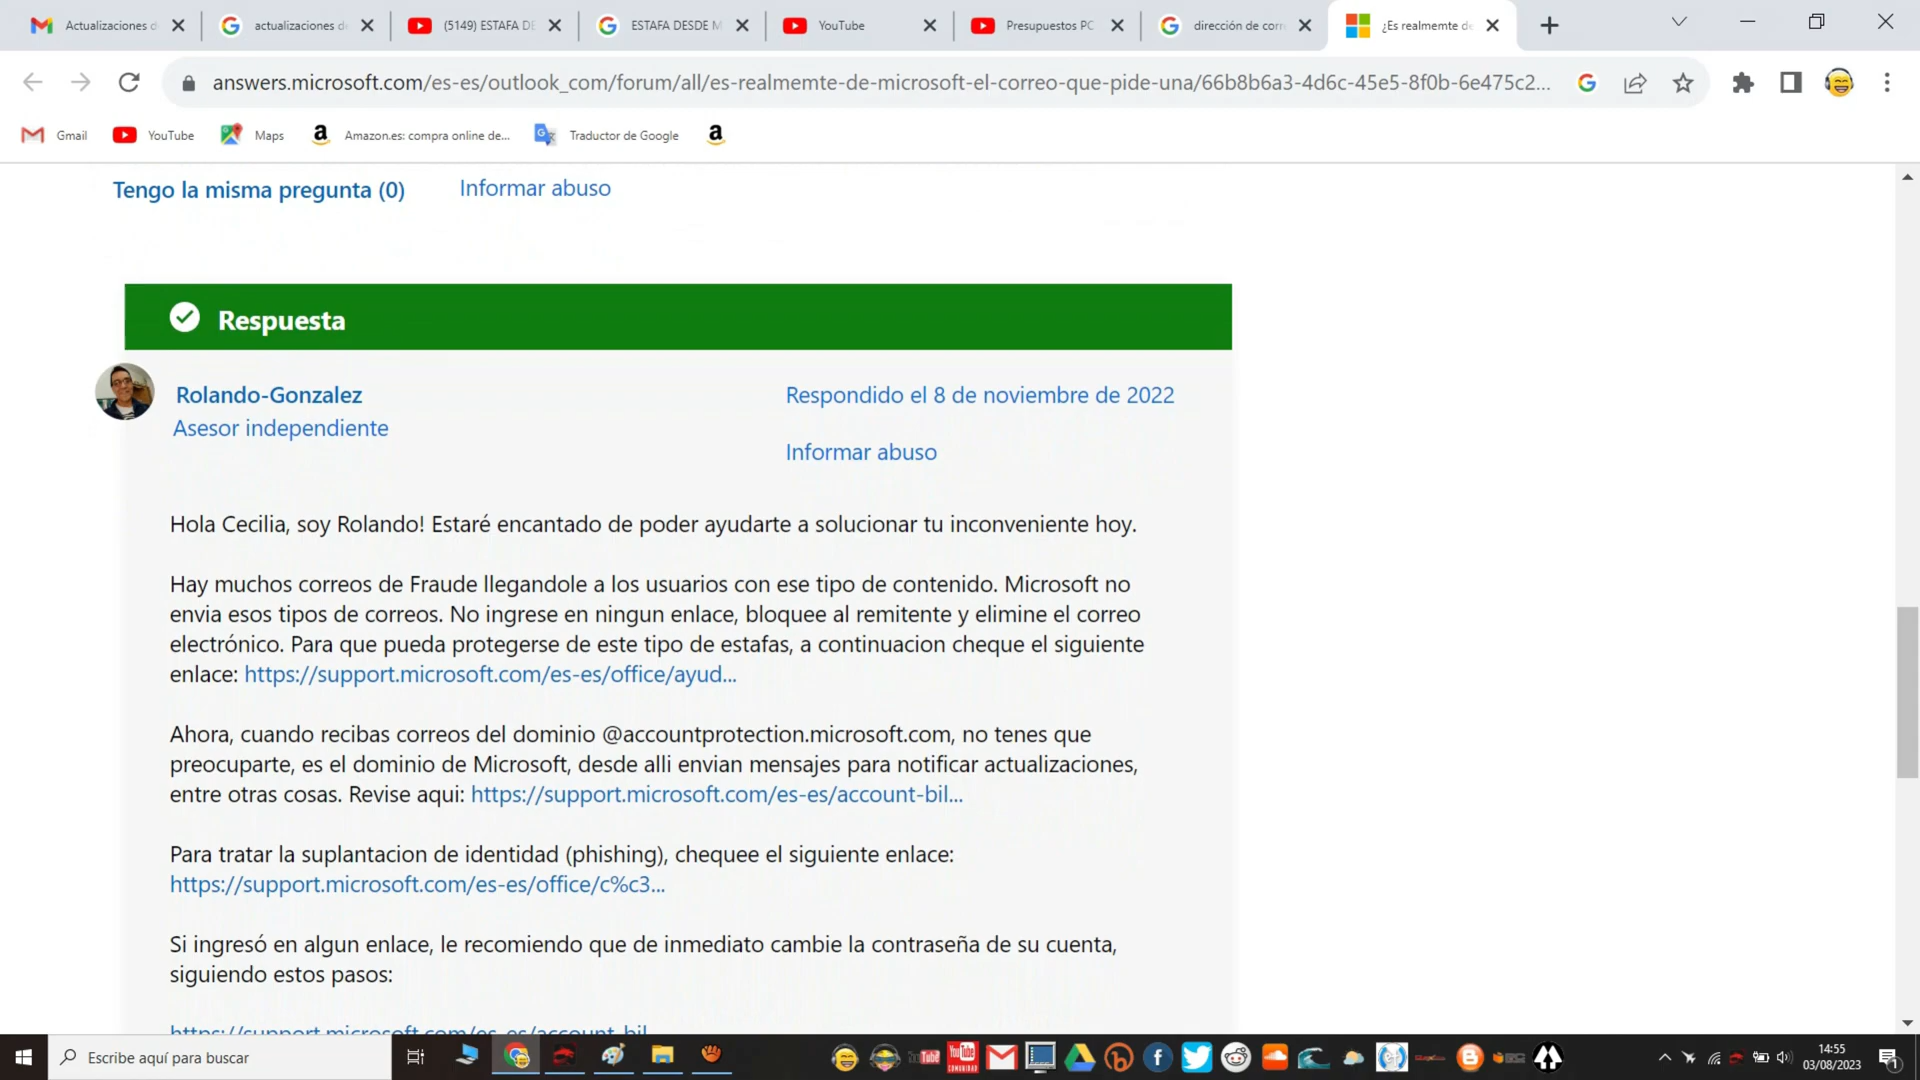 Actualizaciones d
actualizaciones d
(5149) ESTAFA DE
ESTAFA DESDE M
YouTube
Presupuestos PC
dirección de corr
¿Es realmente de
answers.microsoft.com/es-es/outlook_com/forum/all/es-realmemte-de-microsoft-el-correo-que-pide-una/66b8b6a3-4d6c-45e5-8f0b-6e475c2...
Gmail
YouTube
Maps
Amazon.es: compra online de...
Traductor de Google
Tengo la misma pregunta (0)
Informar abuso
Respuesta
Rolando-Gonzalez
Respondido el 8 de noviembre de 2022
Asesor independiente
Informar abuso
Hola Cecilia, soy Rolando! Estaré encantado de poder ayudarte a solucionar tu inconveniente hoy.
Hay muchos correos de Fraude llegandole a los usuarios con ese tipo de contenido. Microsoft no
envia esos tipos de correos. No ingrese en ningun enlace, bloquee al remitente y elimine el correo
electrónico. Para que pueda protegerse de este tipo de estafas, a continuacion cheque el siguiente
enlace: https://support.microsoft.com/es-es/office/ayud...
Ahora, cuando recibas correos del dominio @accountprotection.microsoft.com, no tenes que
preocuparte, es el dominio de Microsoft, desde alli envian mensajes para notificar actualizaciones,
entre otras cosas. Revise aqui: https://support.microsoft.com/es-es/account-bil...
Para tratar la suplantacion de identidad (phishing), chequee el siguiente enlace:
https://support.microsoft.com/es-es/office/c%c3...
Si ingresó en algun enlace, le recomiendo que de inmediato cambie la contraseña de su cuenta,
siguiendo estos pasos:
https://support.microsoft.com/es-es/account-bil...
Escribe aquí para buscar
14:55
03/08/2023